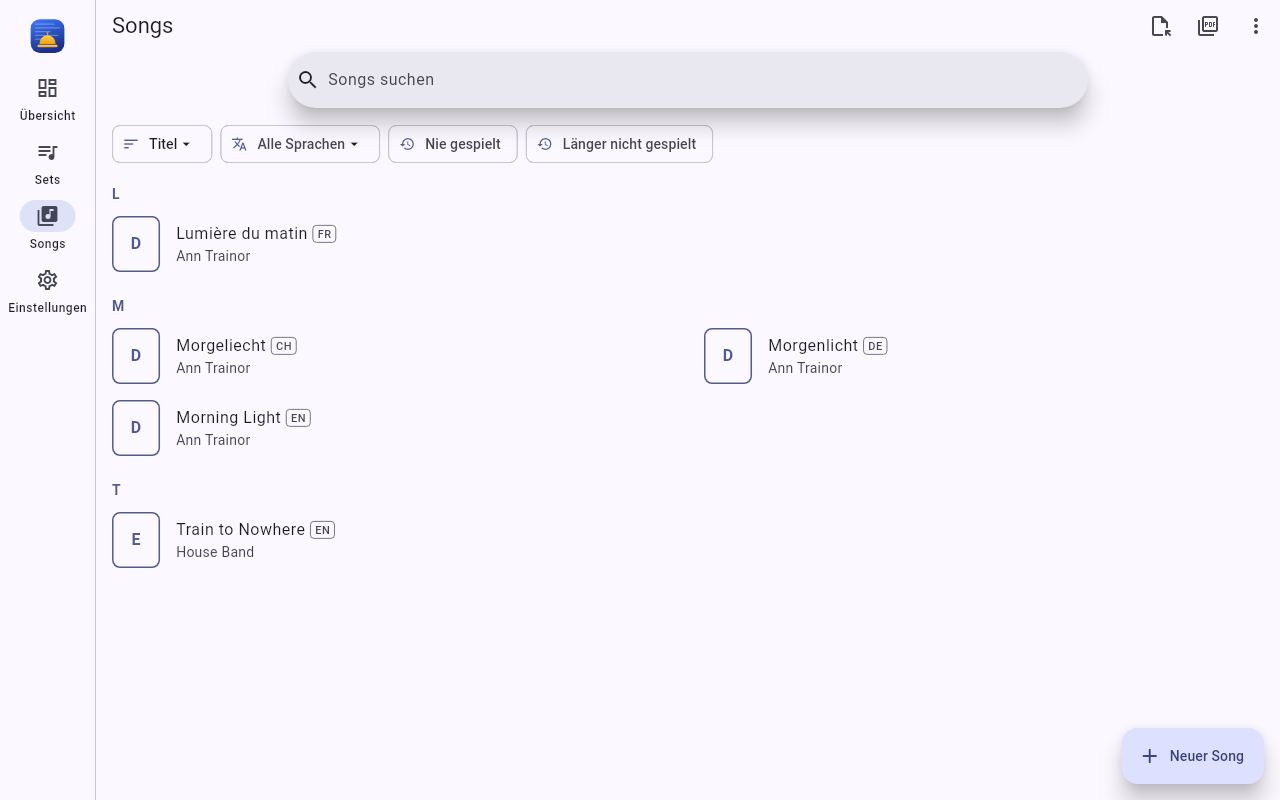 Songs
PDF
Songs suchen
Übersicht
Sets
Songs
Einstellungen
Titel
Alle Sprachen
Nie gespielt
Länger nicht gespielt
L
D
Lumière du matin FR
Ann Trainor
M
D
Morgeliecht CH
Ann Trainor
D
Morgenlicht DE
Ann Trainor
D
Morning Light EN
Ann Trainor
T
E
Train to Nowhere EN
House Band
Neuer Song